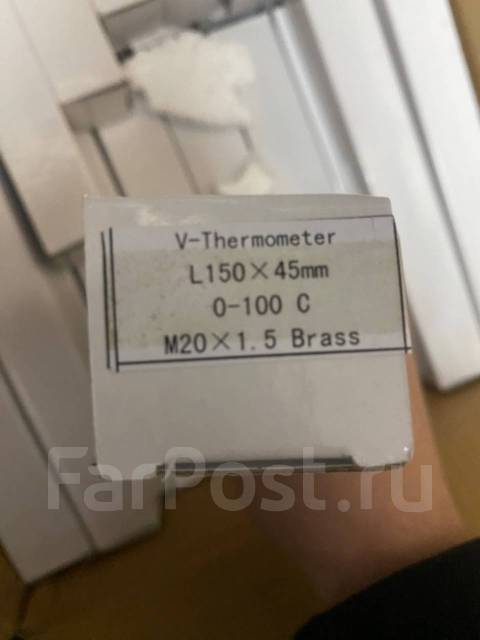 V-Thermometer
L150×45mm
0-100 C
M20×1.5 Brass
FarPost.ru